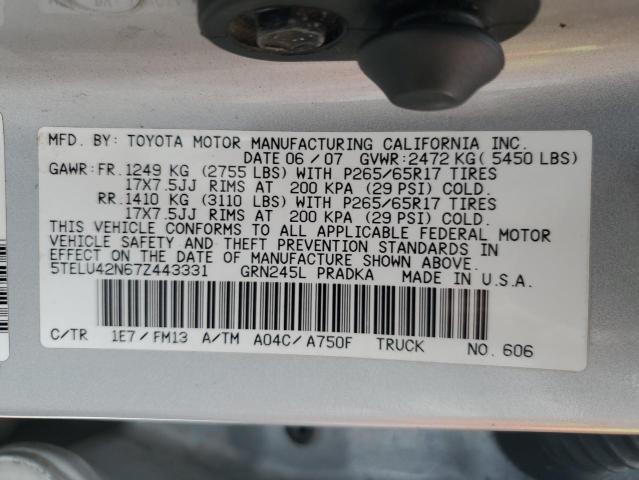 MFD. BY: TOYOTA MOTOR MANUFACTURING CALIFORNIA INC.
DATE 06/07 GVWR:2472 KG( 5450 LBS)
GAWR:FR.1249 KG (2755 LBS) WITH P265/65R17 TIRES
17X7.5JJ RIMS AT 200 KPA (29 PSI) COLD.
RR.1410 KG (3110 LBS) WITH P265/65R17 TIRES
17X7.5JJ RIMS AT 200 KPA (29 PSI) COLD.
THIS VEHICLE CONFORMS TO ALL APPLICABLE FEDERAL MOTOR
VEHICLE SAFETY AND THEFT PREVENTION STANDARDS IN
EFFECT ON THE DATE OF MANUFACTURE SHOWN ABOVE.
5TELU42N67Z443331 GRN245L PRADKA MADE IN U.S.A.
C/TR 1E7/FM13 A/TM A04C/A750F TRUCK NO. 606